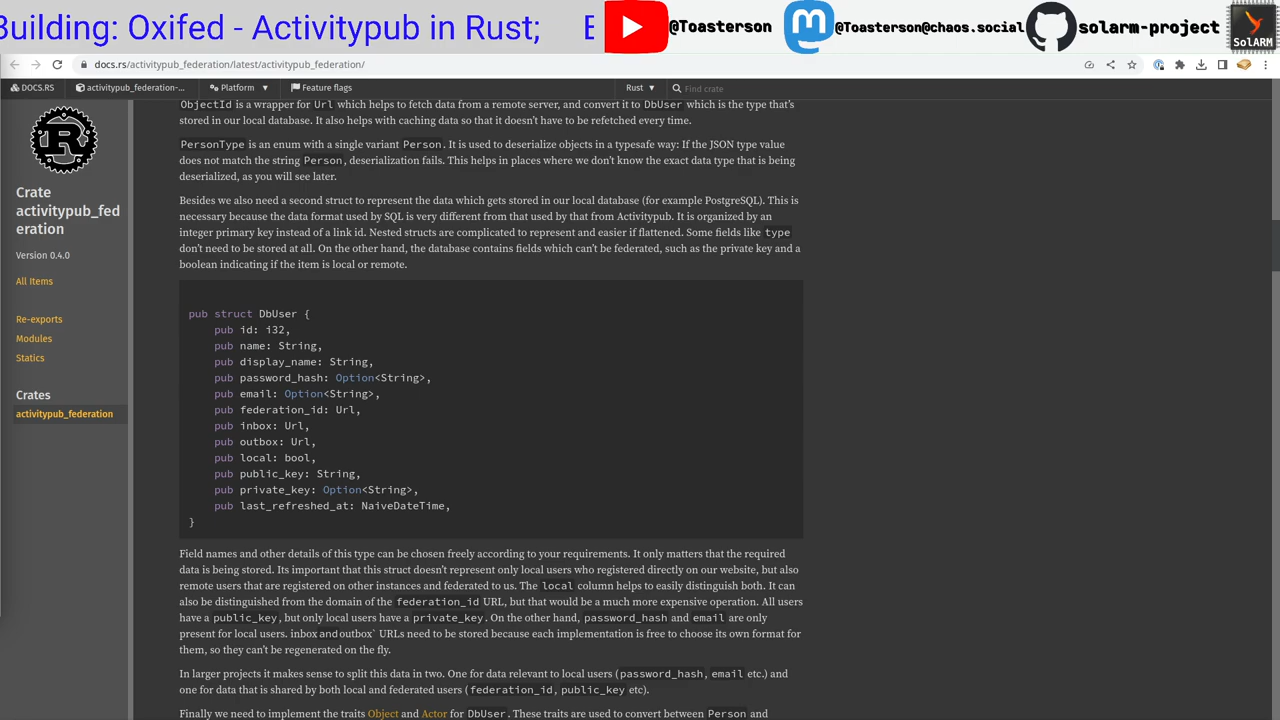 Building: Oxifed - Activitypub in Rust;
@Toasterson
@Toasterson@chaos.social
solarm-project
SolARM
docs.rs/activitypub_federation/latest/activitypub_federation/
DOCS.RS
activitypub_federation-...
Platform
Feature flags
Rust
Find crate
Crate
activitypub_fed
eration
Version 0.4.0
All Items
Re-exports
Modules
Statics
Crates
activitypub_federation
ObjectId is a wrapper for Url which helps to fetch data from a remote server, and convert it to DbUser which is the type that's
stored in our local database. It also helps with caching data so that it doesn't have to be refetched every time.
PersonType is an enum with a single variant Person. It is used to deserialize objects in a typesafe way: If the JSON type value
does not match the string Person, deserialization fails. This helps in places where we don't know the exact data type that is being
deserialized, as you will see later.
Besides we also need a second struct to represent the data which gets stored in our local database (for example PostgreSQL). This is
necessary because the data format used by SQL is very different from that used by that from Activitypub. It is organized by an
integer primary key instead of a link id. Nested structs are complicated to represent and easier if flattened. Some fields like type
don't need to be stored at all. On the other hand, the database contains fields which can't be federated, such as the private key and a
boolean indicating if the item is local or remote.
pub struct DbUser {
pub id: i32,
pub name: String,
pub display_name: String,
pub password_hash: Option<String>,
pub email: Option<String>,
pub federation_id: Url,
pub inbox: Url,
pub outbox: Url,
pub local: bool,
pub public_key: String,
pub private_key: Option<String>,
pub last_refreshed_at: NaiveDateTime,
}
Field names and other details of this type can be chosen freely according to your requirements. It only matters that the required
data is being stored. Its important that this struct doesn't represent only local users who registered directly on our website, but also
remote users that are registered on other instances and federated to us. The local column helps to easily distinguish both. It can
also be distinguished from the domain of the federation_id URL, but that would be a much more expensive operation. All users
have a public_key, but only local users have a private_key. On the other hand, password_hash and email are only
present for local users. inbox and outbox` URLs need to be stored because each implementation is free to choose its own format for
them, so they can't be regenerated on the fly.
In larger projects it makes sense to split this data in two. One for data relevant to local users (password_hash, email etc.) and
one for data that is shared by both local and federated users (federation_id, public_key etc).
Finally we need to implement the traits Object and Actor for DbUser. These traits are used to convert between Person and